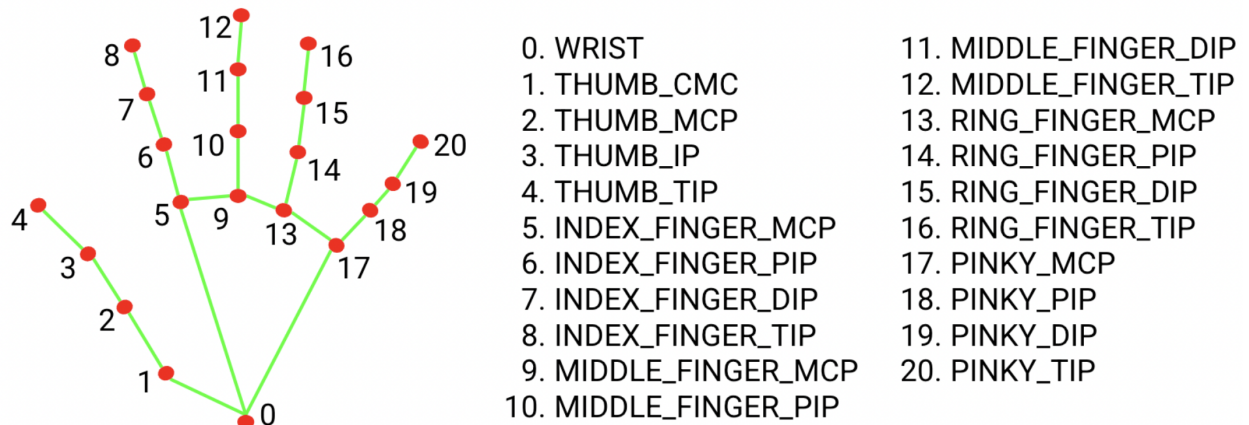 12
8
16
11
7
15
10
20
6
14
19
4
5
9
13
18
3
17
2
1
0
0. WRIST
1. THUMB_CMC
2. THUMB_MCP
3. THUMB_IP
4. THUMB_TIP
5. INDEX_FINGER_MCP
6. INDEX_FINGER_PIP
7. INDEX_FINGER_DIP
8. INDEX_FINGER_TIP
9. MIDDLE_FINGER_MCP
10. MIDDLE_FINGER_PIP
11. MIDDLE_FINGER_DIP
12. MIDDLE_FINGER_TIP
13. RING_FINGER_MCP
14. RING_FINGER_PIP
15. RING_FINGER_DIP
16. RING_FINGER_TIP
17. PINKY_MCP
18. PINKY_PIP
19. PINKY_DIP
20. PINKY_TIP